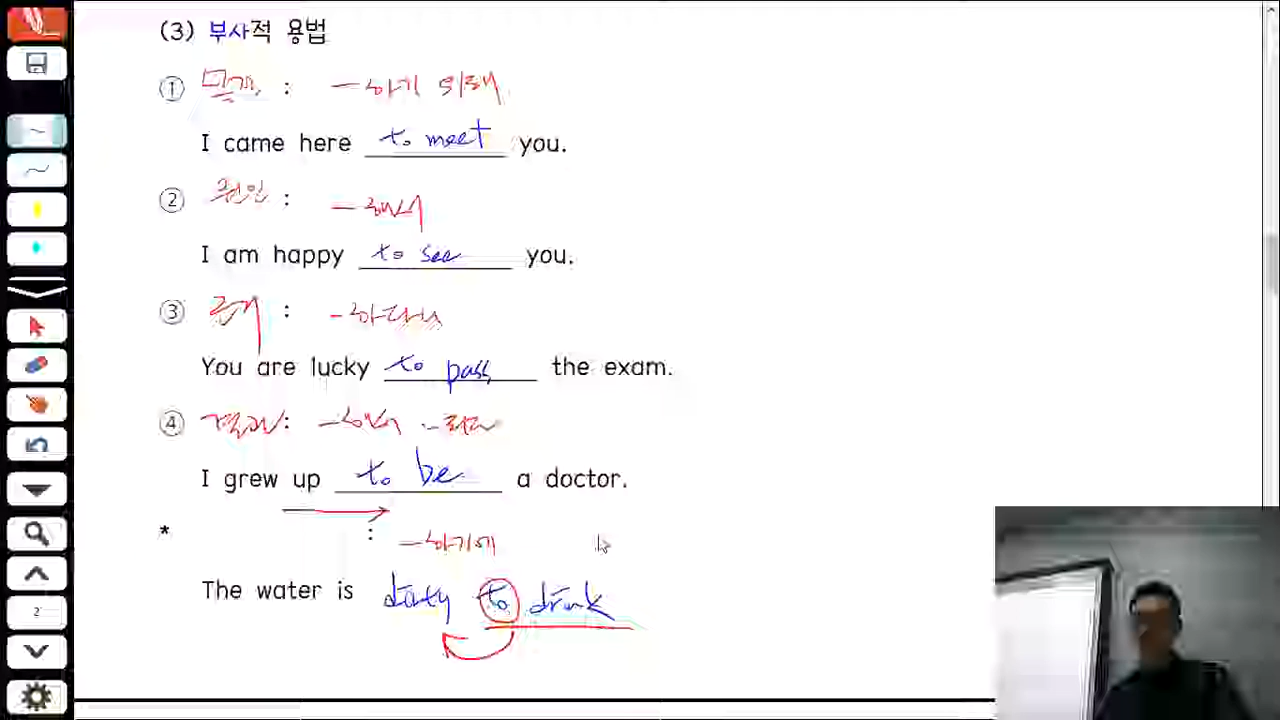 (3) 부사적 용법
① 목적 : ―하기 위해
I came here to meet you.
② 원인 : ―해서
I am happy to see you.
③ : ―하다니
You are lucky to pass the exam.
④ 결과 : ―해서 ―하다
I grew up to be a doctor.
* : ―하기에
The water is dirty to drink
2